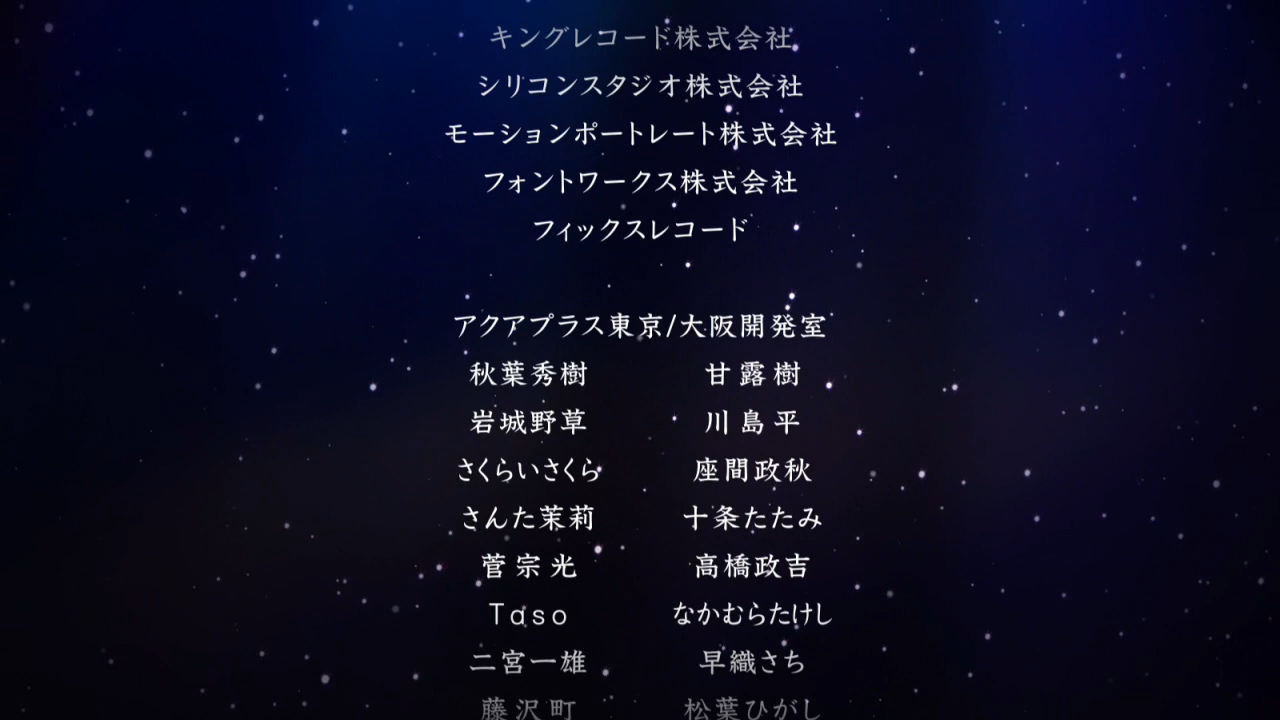 キングレコード株式会社
シリコンスタジオ株式会社
モーションポートレート株式会社
フォントワークス株式会社
フィックスレコード
アクアプラス東京/大阪開発室
秋葉秀樹 甘露樹
岩城野草 川島平
さくらいさくら 座間政秋
さんた茉莉 十条たたみ
菅宗光 高橋政吉
Taso なかむらたけし
二宮一雄 早織さち
藤沢町 松葉ひがし